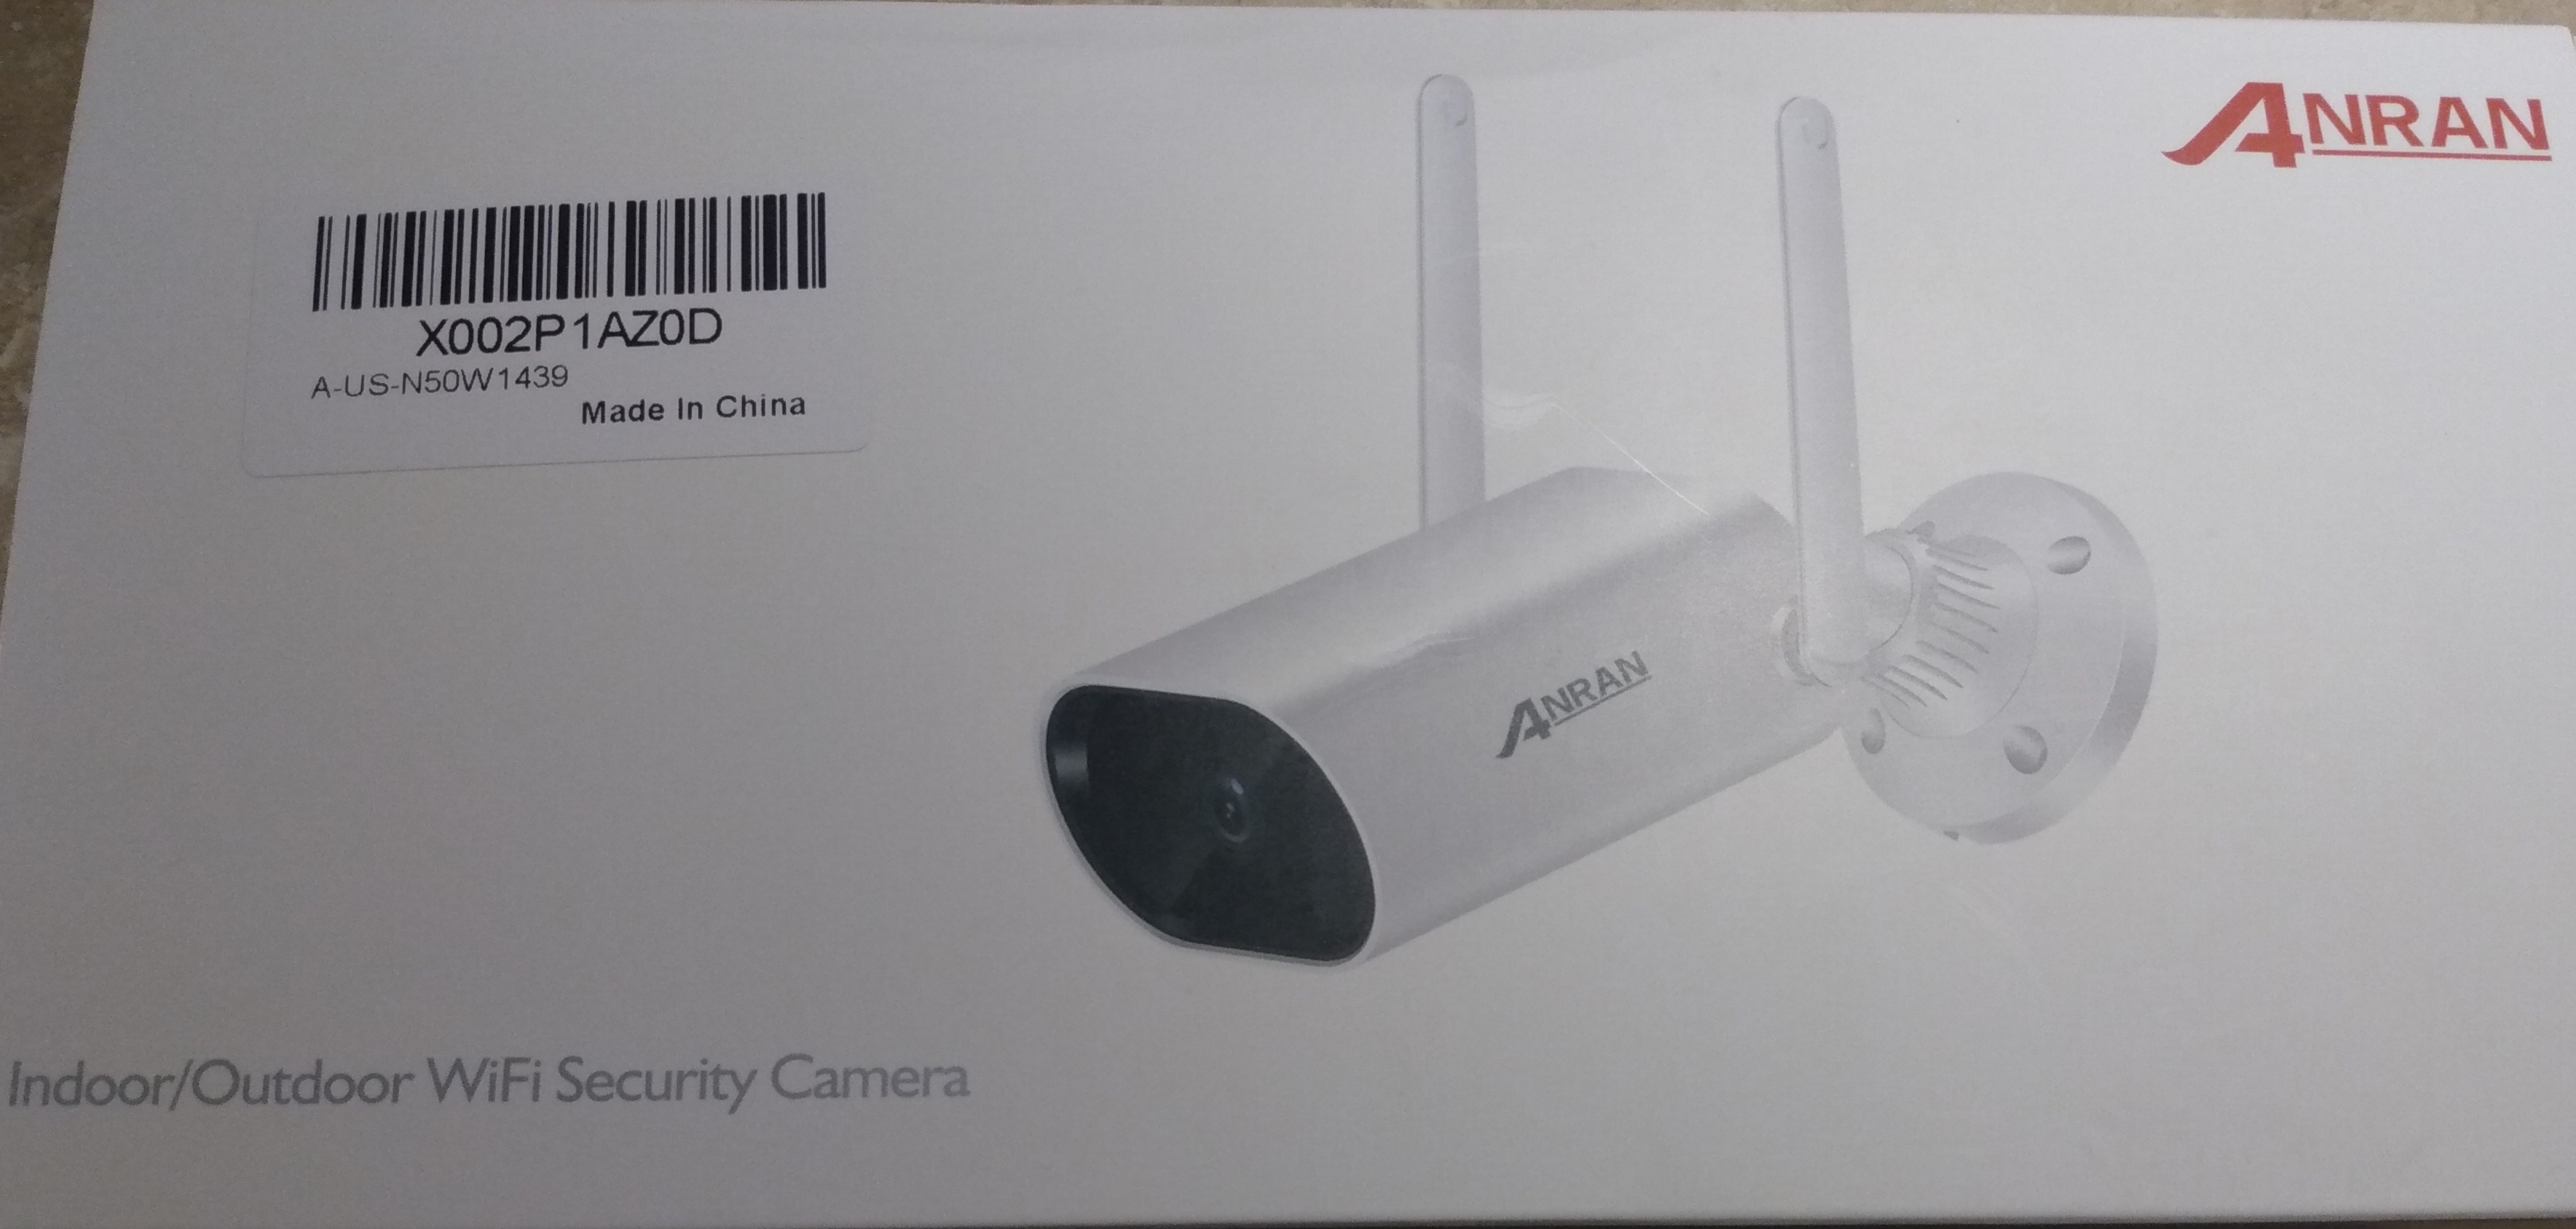 ANRAN
X002P1AZ0D
A-US-N50W1439
Made In China
ANRAN
Indoor/Outdoor WiFi Security Camera